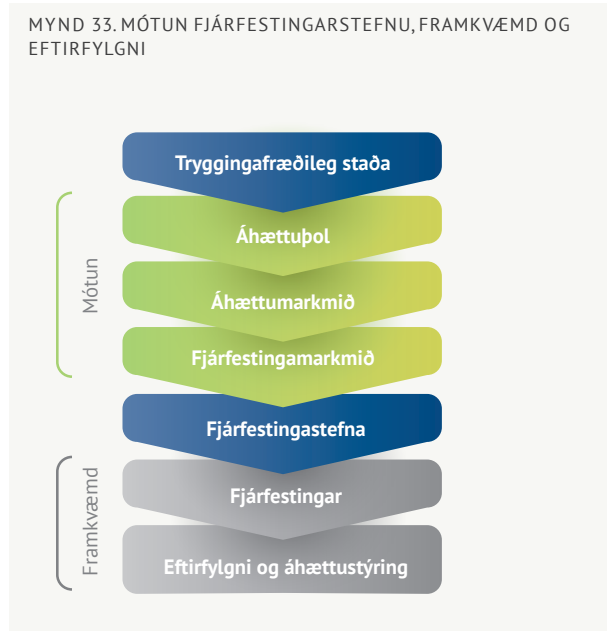 MYND 33. MÓTUN FJÁRFESTINGARSTEFNU, FRAMKVÆMD OG
EFTIRFYLGNI
Tryggingafræðileg staða
Mótun
Áhættuþol
Áhættumarkmið
Fjárfestingamarkmið
Fjárfestingastefna
Framkvæmd
Fjárfestingar
Eftirfylgni og áhættustýring